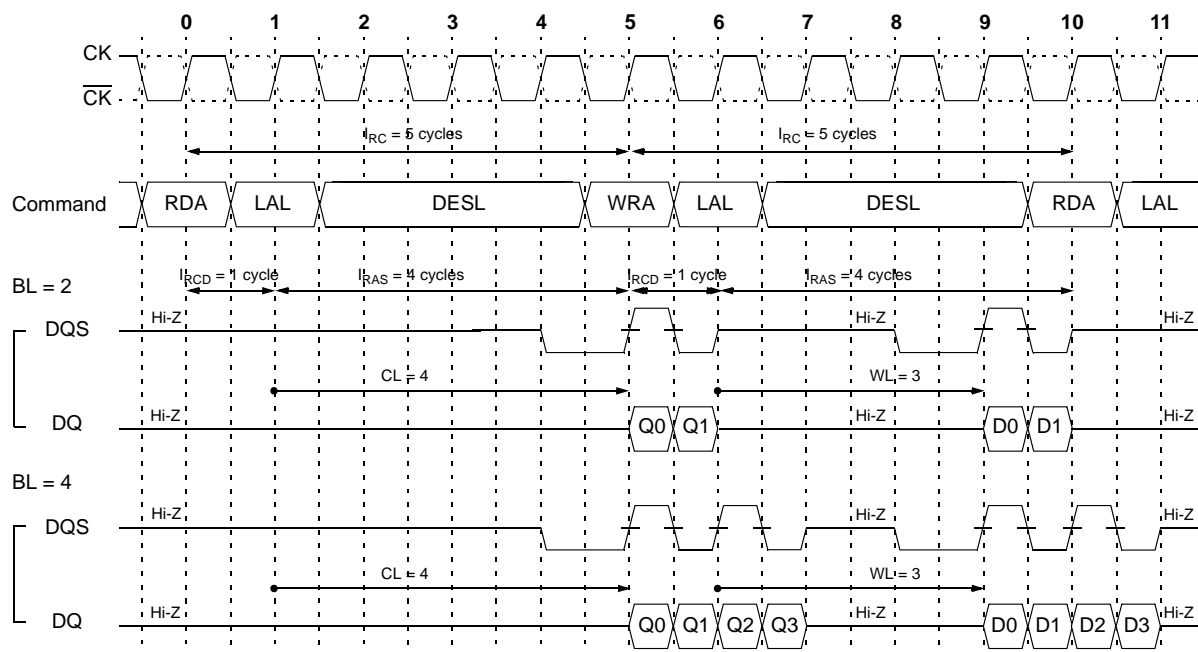 0 1 2 3 4 5 6 7 8 9 10 11
CK
CK
IRC = 5 cycles IRC = 5 cycles
Command RDA LAL DESL WRA LAL DESL RDA LAL
IRCD = 1 cycle IRAS = 4 cycles IRCD = 1 cycle IRAS = 4 cycles
BL = 2
DQS Hi-Z Hi-Z Hi-Z
CL = 4 WL = 3
DQ Hi-Z Q0 Q1 Hi-Z D0 D1 Hi-Z
BL = 4
DQS Hi-Z Hi-Z Hi-Z
CL = 4 WL = 3
DQ Hi-Z Q0 Q1 Q2 Q3 Hi-Z D0 D1 D2 D3 Hi-Z